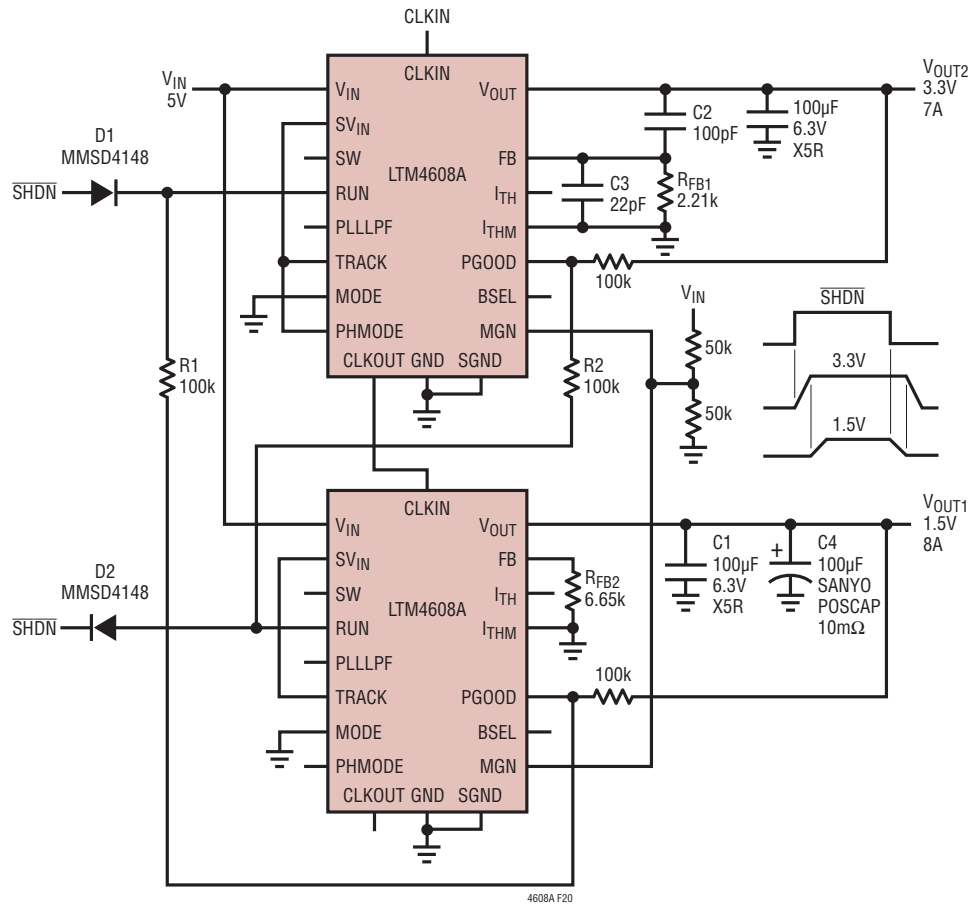 CLKIN
CLKIN
VIN
5V
VIN
VOUT
VOUT2
3.3V
7A
C2
100pF
100µF
6.3V
X5R
SVIN
D1
MMSD4148
SW
FB
LTM4608A
SHDN
RUN
ITH
C3
22pF
RFB1
2.21k
PLLLPF
ITHM
TRACK
PGOOD
100k
MODE
BSEL
VIN
SHDN
PHMODE
MGN
50k
CLKOUT GND SGND
R1
100k
R2
100k
3.3V
50k
1.5V
CLKIN
VIN
VOUT
VOUT1
1.5V
8A
SVIN
FB
C1
100µF
6.3V
X5R
+
C4
100µF
SANYO
POSCAP
10mΩ
D2
MMSD4148
SW
LTM4608A
ITH
RFB2
6.65k
SHDN
RUN
ITHM
PLLLPF
100k
TRACK
PGOOD
MODE
BSEL
PHMODE
MGN
CLKOUT GND SGND
4608A F20